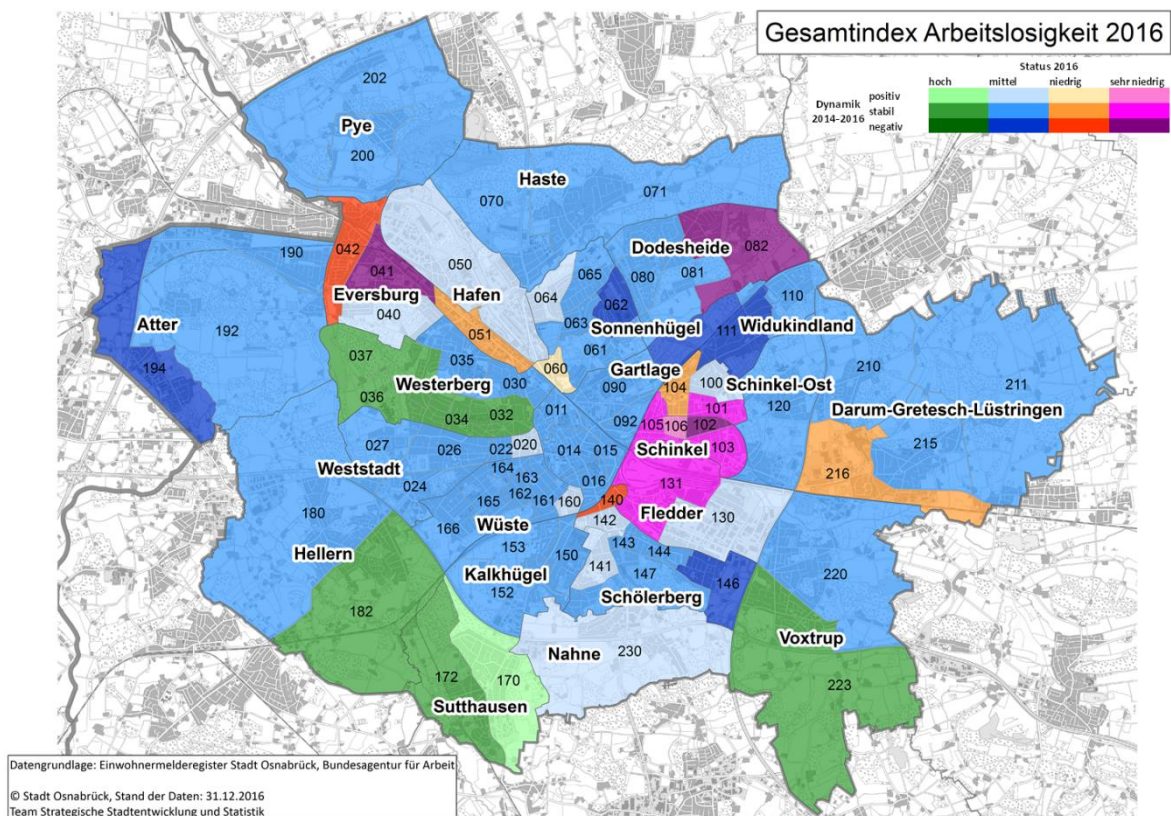 Gesamtindex Arbeitslosigkeit 2016
Status 2016
hoch mittel niedrig sehr niedrig
Dynamik
2014-2016
positiv
stabil
negativ
202
Pye
200
Haste
071
070
Dodesheide
082
190
042
041
050
065
080
081
110
Eversburg
Hafen
064
062
040
063
Sonnenhügel
111
Widukindland
Atter
192
051
037
035
061
060
Gartlage
210
194
Westerberg
030
090
104
100
Schinkel-Ost
211
036
034
032
011
101
120
Darum-Gretesch-Lüstringen
092
105
106
102
027
026
022
020
014
015
Schinkel
103
215
Weststadt
164
216
024
163
016
131
165
162
161
160
140
180
166
Wüste
142
Fledder
130
Hellern
153
150
143
144
Kalkhügel
141
147
146
220
152
Schölerberg
182
Voxtrup
Nahne
230
172
170
223
Sutthausen
Datengrundlage: Einwohnermelderegister Stadt Osnabrück, Bundesagentur für Arbeit
© Stadt Osnabrück, Stand der Daten: 31.12.2016
Team Strategische Stadtentwicklung und Statistik